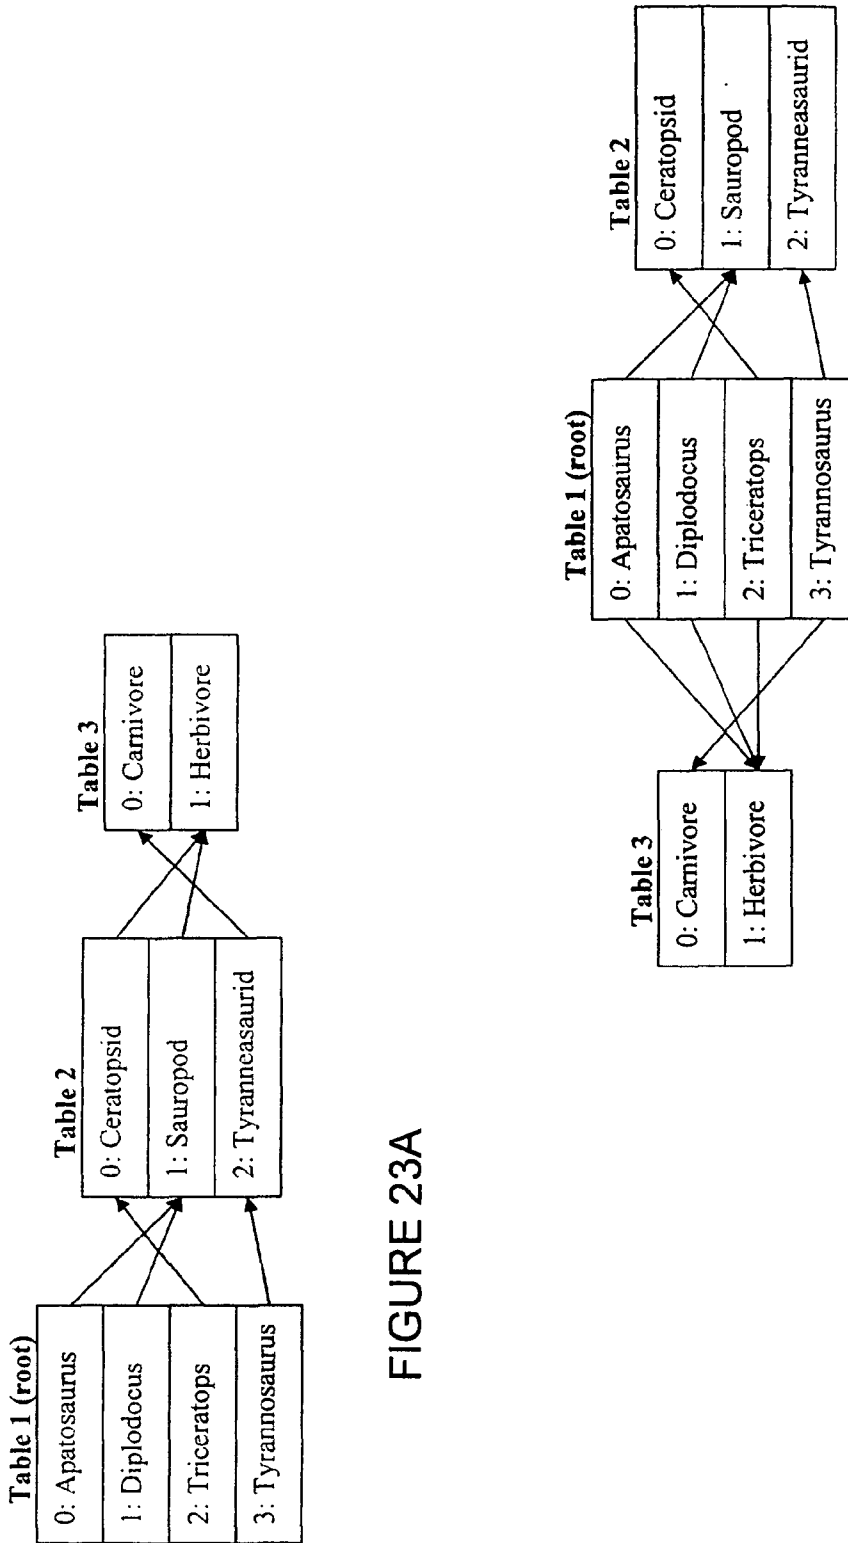 Table 1 (root)
0: Apatosaurus
1: Diplodocus
2: Triceratops
3: Tyrannosaurus
Table 2
0: Ceratopsid
1: Sauropod
2: Tyranneasaurid
Table 3
0: Carnivore
1: Herbivore
FIGURE 23A
Table 3
0: Carnivore
1: Herbivore
Table 1 (root)
0: Apatosaurus
1: Diplodocus
2: Triceratops
3: Tyrannosaurus
Table 2
0: Ceratopsid
1: Sauropod
2: Tyranneasaurid